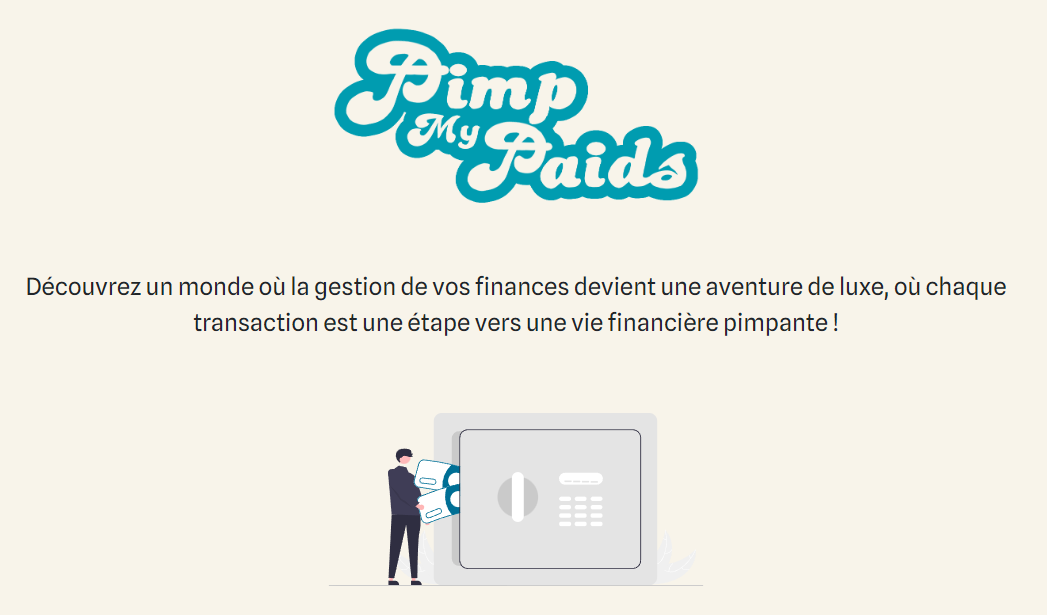 Pimp
My Paids
Découvrez un monde où la gestion de vos finances devient une aventure de luxe, où chaque
transaction est une étape vers une vie financière pimpante !